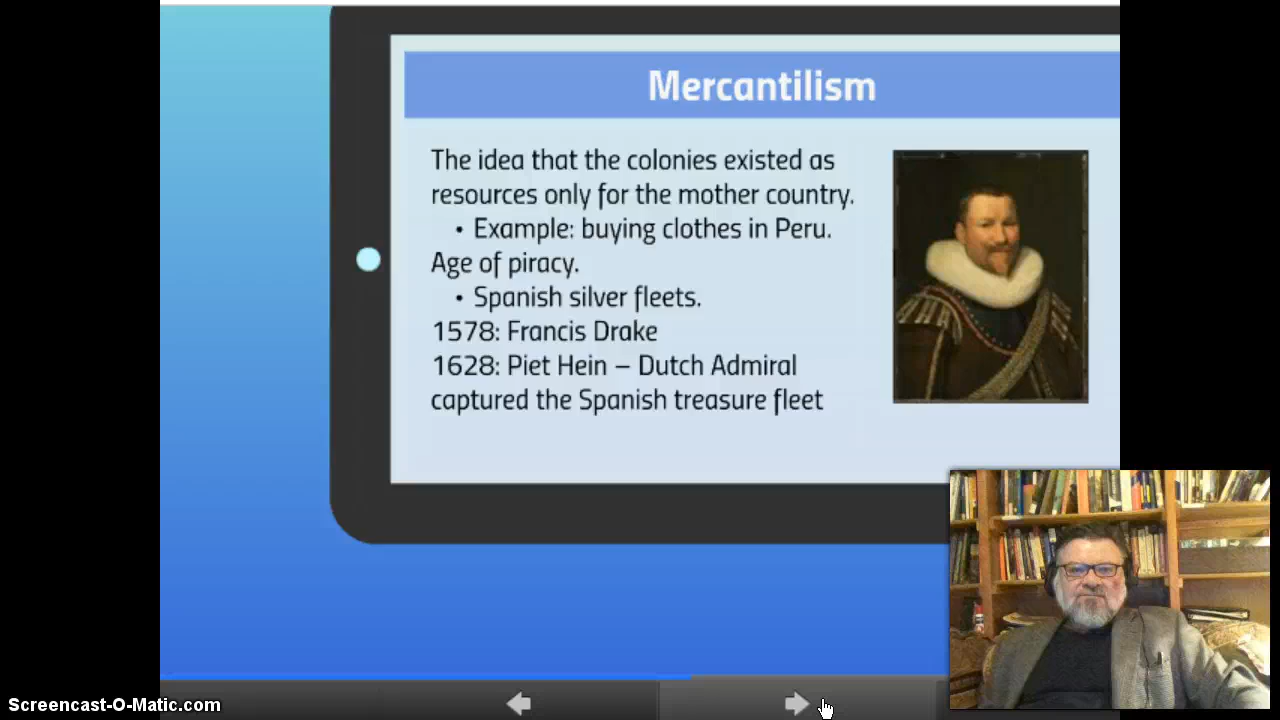 Mercantilism
The idea that the colonies existed as
resources only for the mother country.
• Example: buying clothes in Peru.
Age of piracy.
• Spanish silver fleets.
1578: Francis Drake
1628: Piet Hein – Dutch Admiral
captured the Spanish treasure fleet
Screencast-O-Matic.com